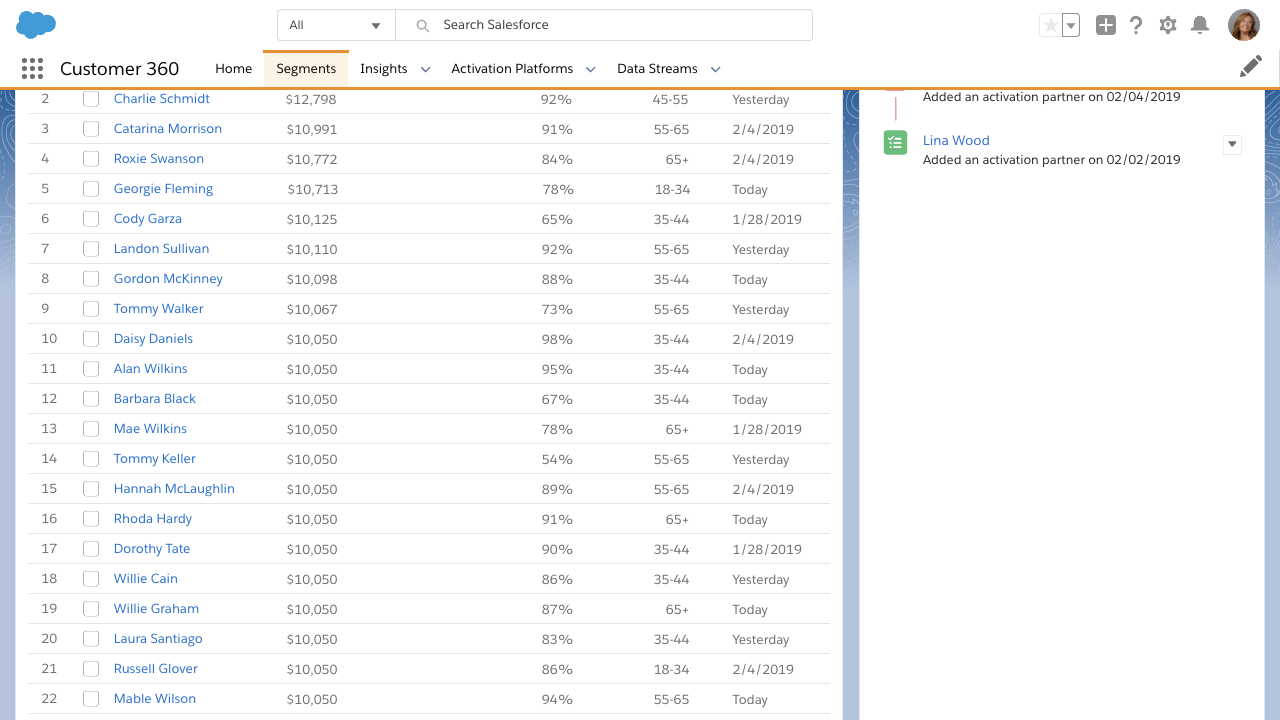 All
Search Salesforce
Customer 360
Home
Segments
Insights
Activation Platforms
Data Streams
2 Charlie Schmidt $12,798 92% 45-55 Yesterday
3 Catarina Morrison $10,991 91% 55-65 2/4/2019
4 Roxie Swanson $10,772 84% 65+ 2/4/2019
5 Georgie Fleming $10,713 78% 18-34 Today
6 Cody Garza $10,125 65% 35-44 1/28/2019
7 Landon Sullivan $10,110 92% 55-65 Yesterday
8 Gordon McKinney $10,098 88% 35-44 Today
9 Tommy Walker $10,067 73% 55-65 Yesterday
10 Daisy Daniels $10,050 98% 35-44 2/4/2019
11 Alan Wilkins $10,050 95% 35-44 Today
12 Barbara Black $10,050 67% 35-44 Today
13 Mae Wilkins $10,050 78% 65+ 1/28/2019
14 Tommy Keller $10,050 54% 55-65 Yesterday
15 Hannah McLaughlin $10,050 89% 55-65 2/4/2019
16 Rhoda Hardy $10,050 91% 65+ Today
17 Dorothy Tate $10,050 90% 35-44 1/28/2019
18 Willie Cain $10,050 86% 35-44 Yesterday
19 Willie Graham $10,050 87% 65+ Today
20 Laura Santiago $10,050 83% 35-44 Yesterday
21 Russell Glover $10,050 86% 18-34 2/4/2019
22 Mable Wilson $10,050 94% 55-65 Today
Added an activation partner on 02/04/2019
Lina Wood
Added an activation partner on 02/02/2019